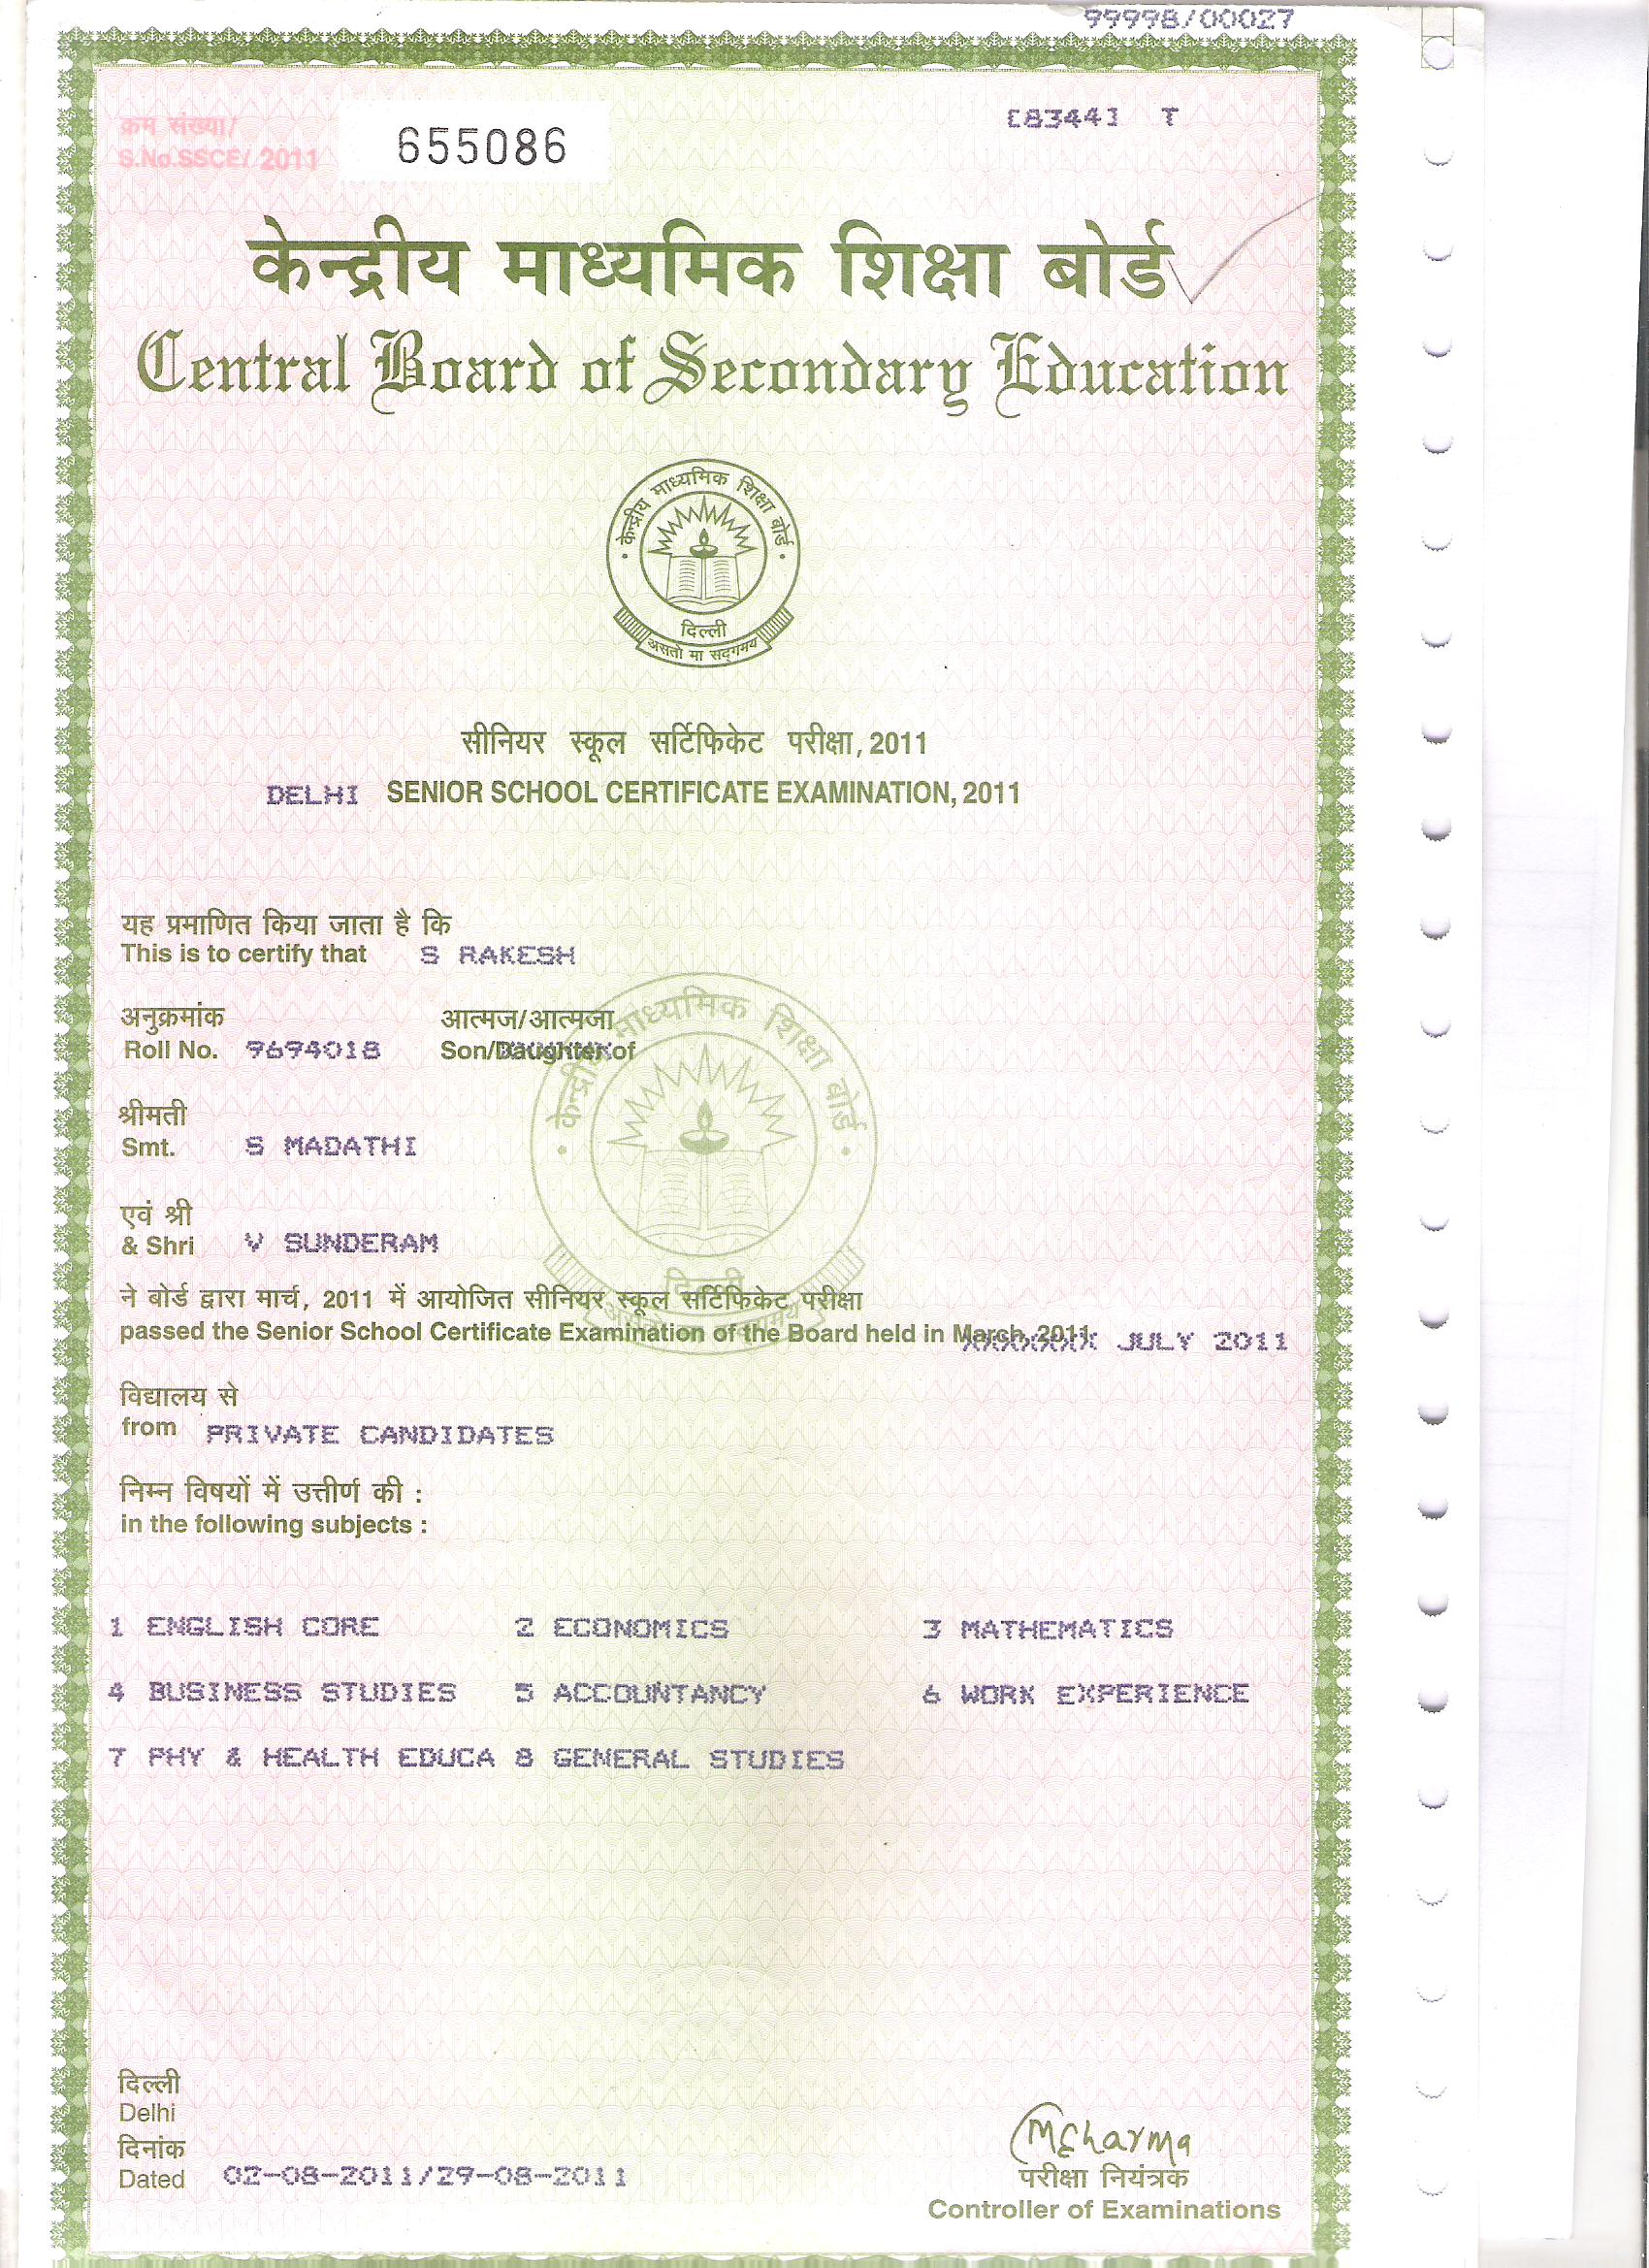 99998/00027
क्रम संख्या/
S.No.SSCE/ 2011 655086
[8344] T
केन्द्रीय माध्यमिक शिक्षा बोर्ड
Central Board of Secondary Education
केन्द्रीय माध्यमिक शिक्षा बोर्ड
दिल्ली
असतो मा सद्गमय
सीनियर स्कूल सर्टिफिकेट परीक्षा, 2011
DELHI SENIOR SCHOOL CERTIFICATE EXAMINATION, 2011
यह प्रमाणित किया जाता है कि
This is to certify that S RAKESH
अनुक्रमांक आत्मज/आत्मजा
Roll No. 9694018 Son/Daughter of
केन्द्रीय माध्यमिक शिक्षा बोर्ड
श्रीमती
Smt. S MADATHI
एवं श्री
& Shri V SUNDERAM
दिल्ली
ने बोर्ड द्वारा मार्च, 2011 में आयोजित सीनियर स्कूल सर्टिफिकेट परीक्षा
passed the Senior School Certificate Examination of the Board held in March, 2011 JULY 2011
विद्यालय से
from PRIVATE CANDIDATES
निम्न विषयों में उत्तीर्ण की :
in the following subjects :
1 ENGLISH CORE 2 ECONOMICS 3 MATHEMATICS
4 BUSINESS STUDIES 5 ACCOUNTANCY 6 WORK EXPERIENCE
7 PHY & HEALTH EDUCA 8 GENERAL STUDIES
दिल्ली
Delhi
दिनांक
Dated 02-08-2011/29-08-2011
परीक्षा नियंत्रक
Controller of Examinations